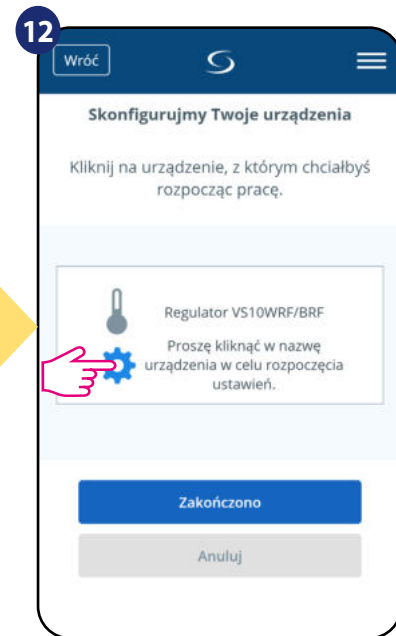 12
Wróć
Skonfigurujmy Twoje urządzenia
Kliknij na urządzenie, z którym chciałbyś
rozpocząc pracę.
Regulator VS10WRF/BRF
Proszę kliknąć w nazwę
urządzenia w celu rozpoczęcia
ustawień.
Zakończono
Anuluj